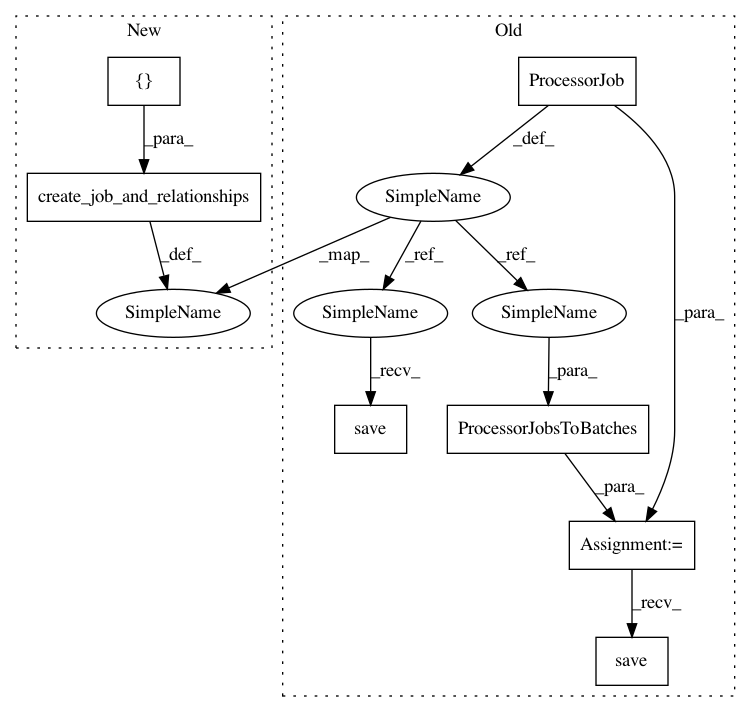 New
Old
{}
ProcessorJob
_para_
_def_
create_job_and_relationships
SimpleName
_def_
_map_
_ref_
_ref_
SimpleName
SimpleName
SimpleName
_para_
_recv_
_para_
save
ProcessorJobsToBatches
_para_
Assignment:=
_recv_
save